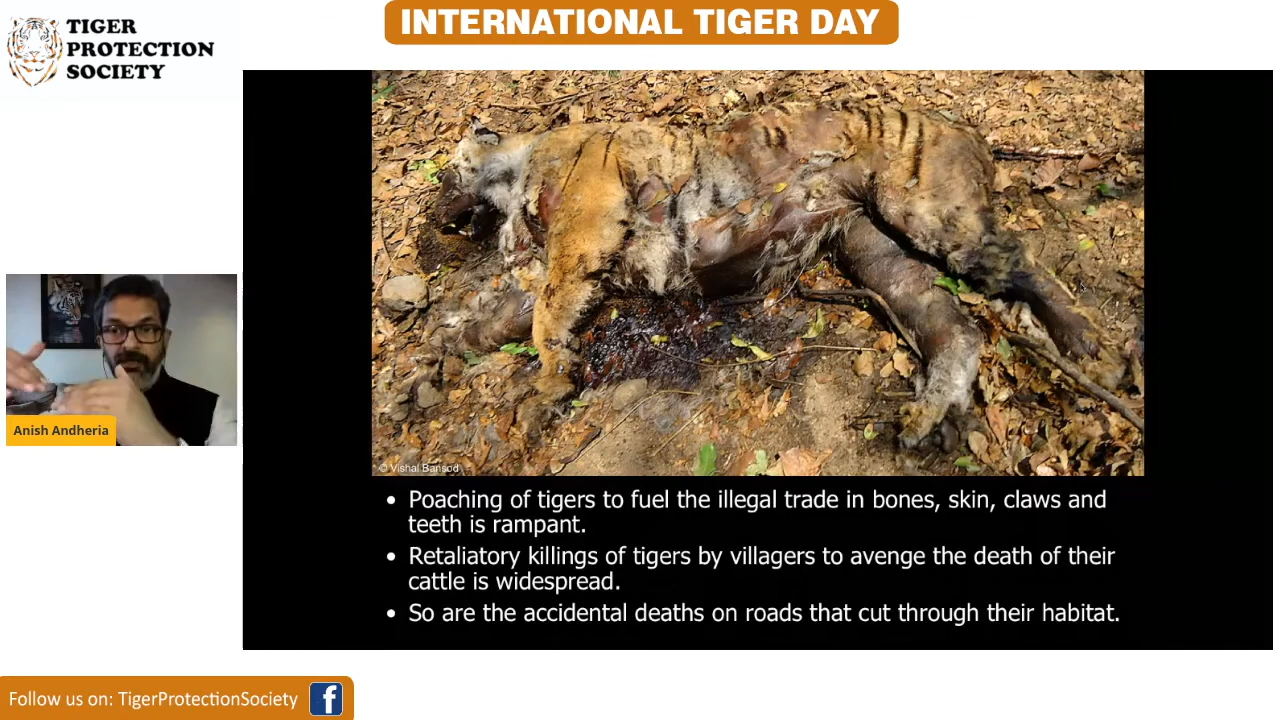 TIGER
PROTECTION
SOCIETY
INTERNATIONAL TIGER DAY
Anish Andheria
© Vishal Bansod
• Poaching of tigers to fuel the illegal trade in bones, skin, claws and
teeth is rampant.
• Retaliatory killings of tigers by villagers to avenge the death of their
cattle is widespread.
• So are the accidental deaths on roads that cut through their habitat.
Follow us on: TigerProtectionSociety f